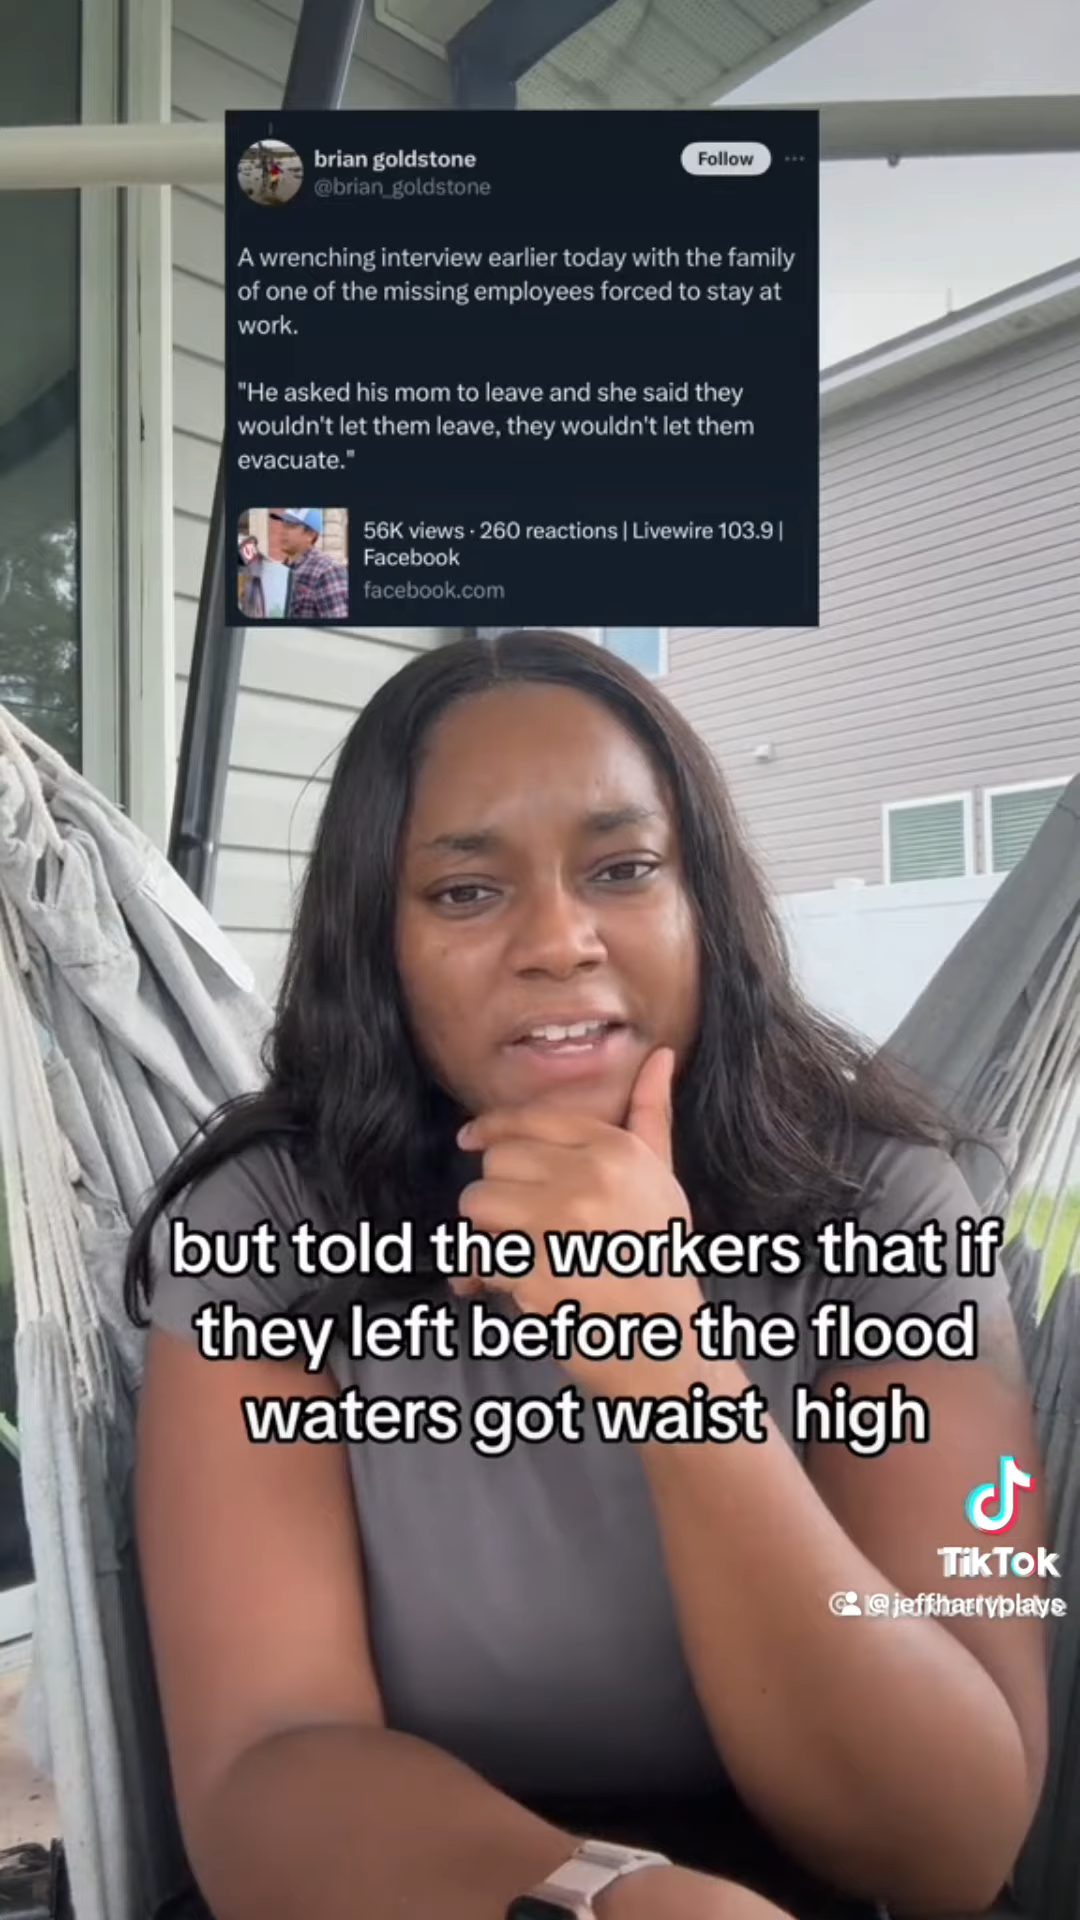 brian goldstone
Follow
@brian_goldstone
A wrenching interview earlier today with the family
of one of the missing employees forced to stay at
work.
"He asked his mom to leave and she said they
wouldn't let them leave, they wouldn't let them
evacuate."
56K views · 260 reactions | Livewire 103.9 |
Facebook
facebook.com
but told the workers that if
they left before the flood
waters got waist high
TikTok
@jeffharryplays